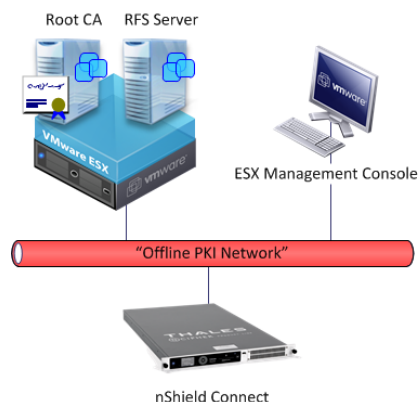 Root CA
RFS Server
VMware ESX
vmware
vmware
ESX Management Console
"Offline PKI Network"
THALES
nShield Connect